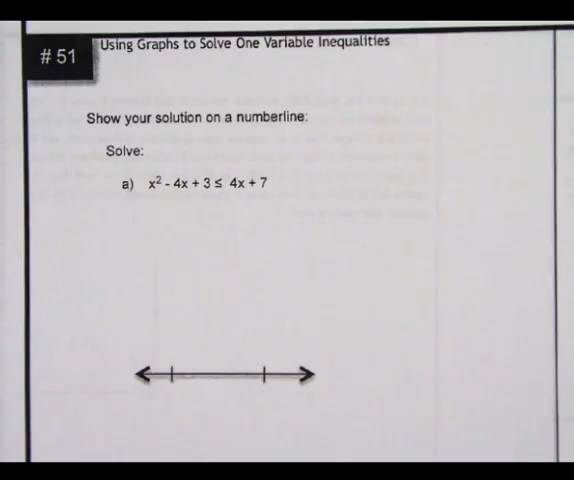 # 51
Using Graphs to Solve One Variable Inequalities
Show your solution on a numberline:
Solve:
a) x² - 4x + 3 ≤ 4x + 7